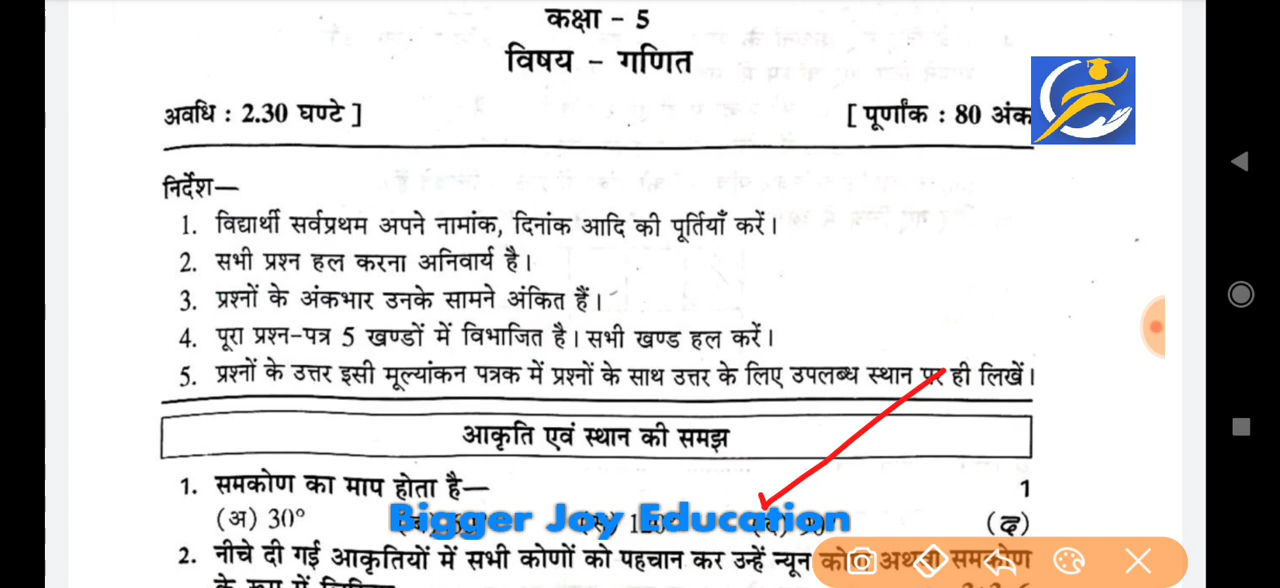 कक्षा - 5
विषय - गणित
अवधि : 2.30 घण्टे ]
[ पूर्णांक : 80 अंक
निर्देश—
1. विद्यार्थी सर्वप्रथम अपने नामांक, दिनांक आदि की पूर्तियाँ करें।
2. सभी प्रश्न हल करना अनिवार्य है।
3. प्रश्नों के अंकभार उनके सामने अंकित हैं।
4. पूरा प्रश्न-पत्र 5 खण्डों में विभाजित है। सभी खण्ड हल करें।
5. प्रश्नों के उत्तर इसी मूल्यांकन पत्रक में प्रश्नों के साथ उत्तर के लिए उपलब्ध स्थान पर ही लिखें।
आकृति एवं स्थान की समझ
1. समकोण का माप होता है— 1
(अ) 30° (द)
Bigger Joy Education
2. नीचे दी गई आकृतियों में सभी कोणों को पहचान कर उन्हें न्यून कोण अथवा समकोण